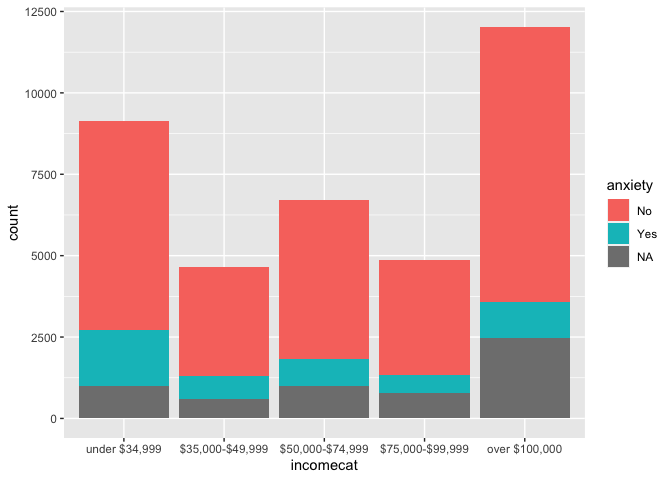 12500
10000
7500
5000
2500
0
count
under $34,999
$35,000-$49,999
$50,000-$74,999
$75,000-$99,999
over $100,000
incomecat
anxiety
No
Yes
NA